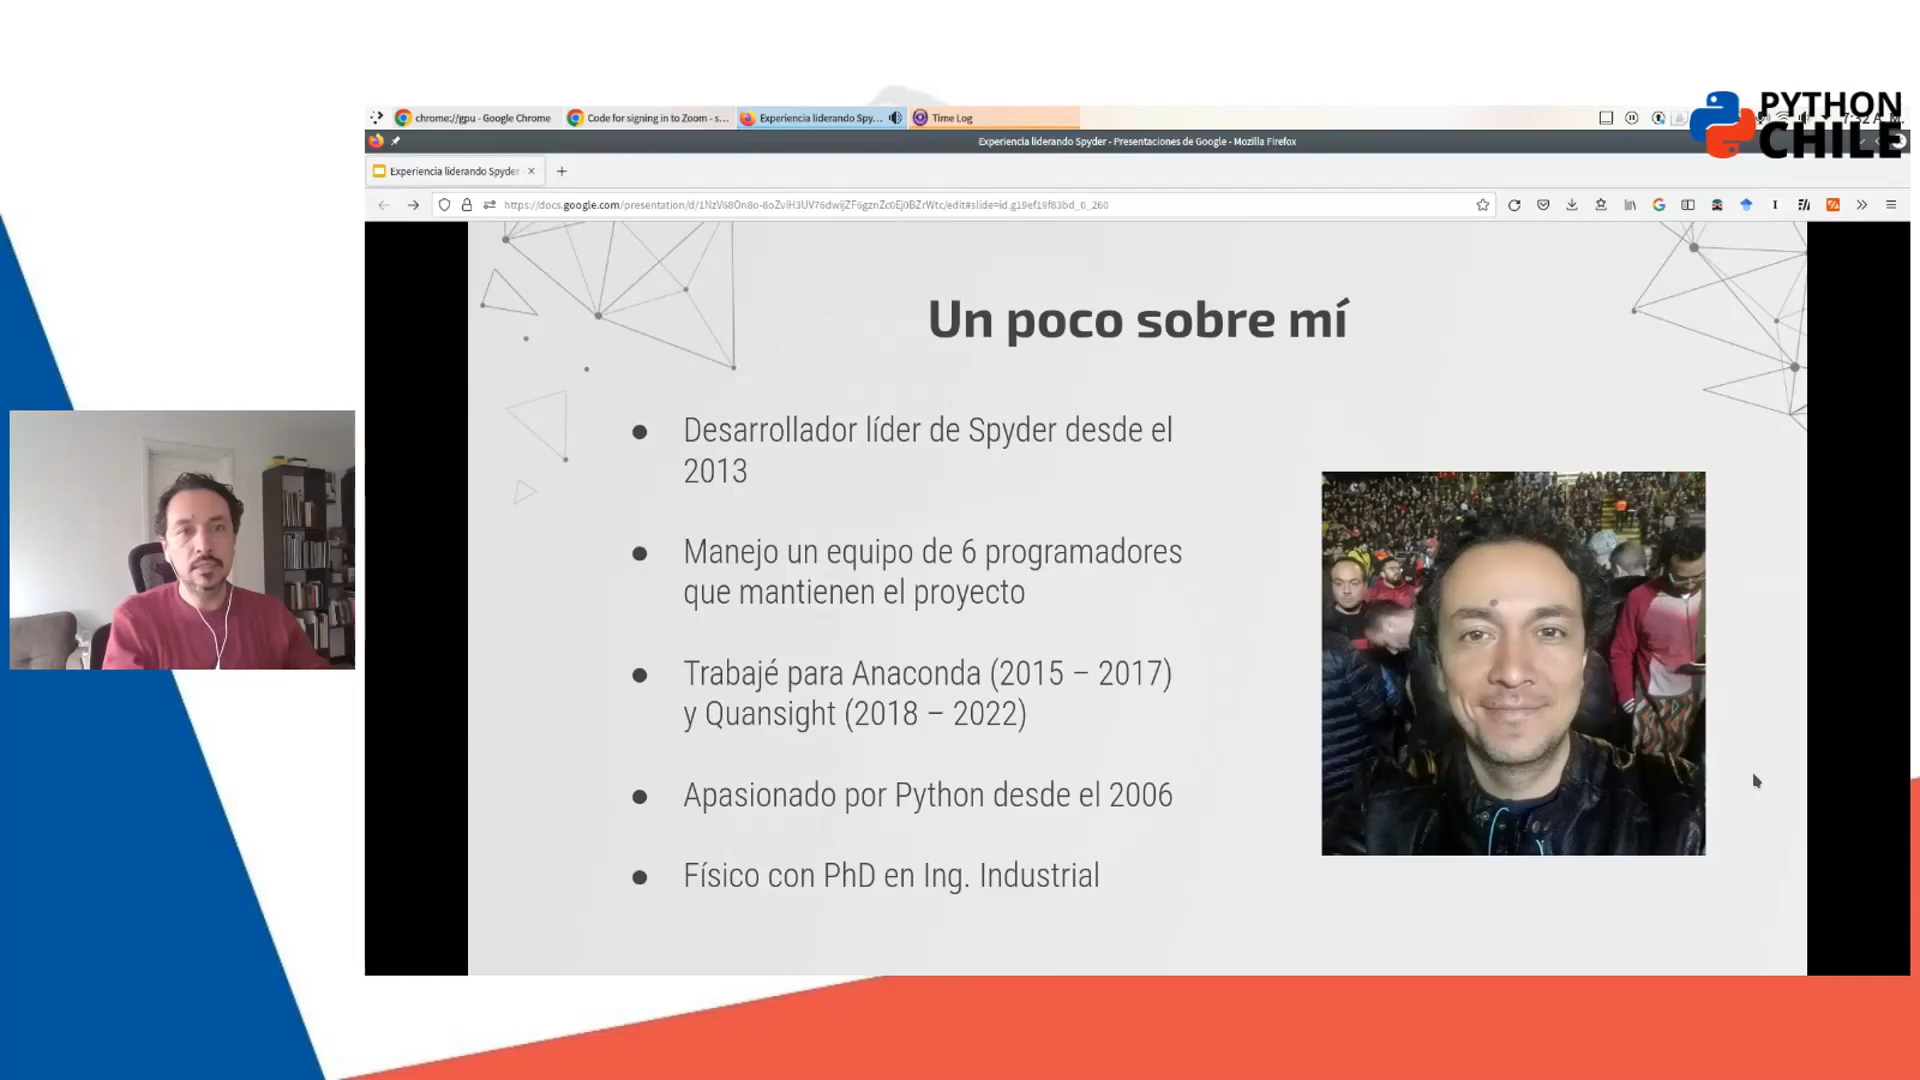 chrome://gpu - Google Chrome
Code for signing in to Zoom - s...
Experiencia liderando Spy...
Time Log
PYTHON
CHILE
Experiencia liderando Spyder - Presentaciones de Google - Mozilla Firefox
Experiencia liderando Spyder -
Un poco sobre mí
● Desarrollador líder de Spyder desde el
2013
● Manejo un equipo de 6 programadores
que mantienen el proyecto
● Trabajé para Anaconda (2015 – 2017)
y Quansight (2018 – 2022)
● Apasionado por Python desde el 2006
● Físico con PhD en Ing. Industrial